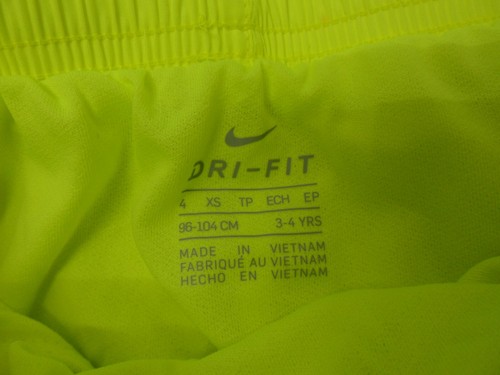 DRI-FIT
4 XS TP ECH EP
96-104 CM 3-4 YRS
MADE IN VIETNAM
FABRIQUÉ AU VIETNAM
HECHO EN VIETNAM